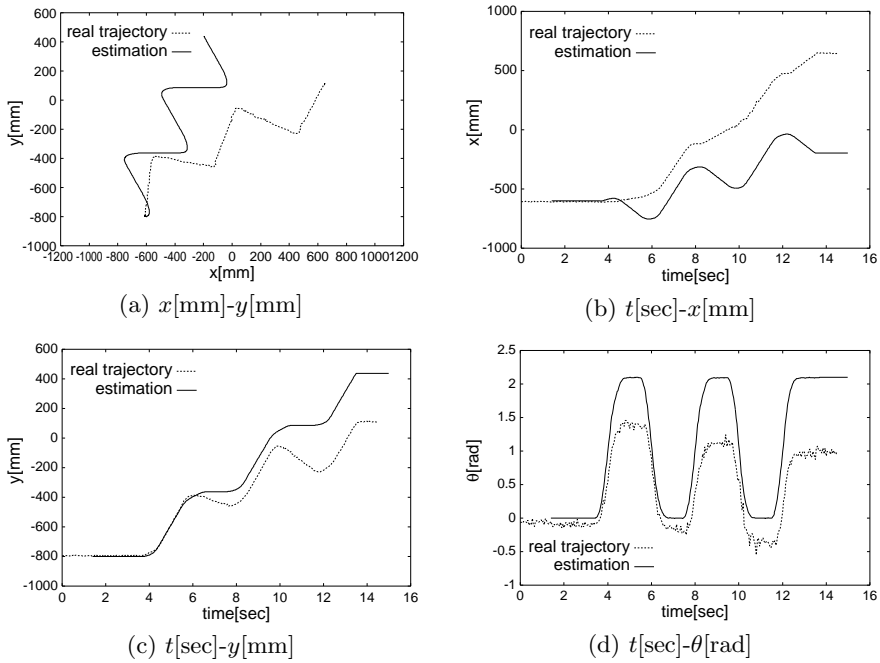 600
400
200
0
-200
-400
-600
-800
-1000
y[mm]
real trajectory
estimation
-1200 -1000 -800 -600 -400 -200 0 200 400 600 800 1000 1200
x[mm]
(a) x[mm]-y[mm]
1000
500
0
-500
-1000
x[mm]
real trajectory
estimation
0 2 4 6 8 10 12 14 16
time[sec]
(b) t[sec]-x[mm]
600
400
200
0
-200
-400
-600
-800
-1000
y[mm]
real trajectory
estimation
0 2 4 6 8 10 12 14 16
time[sec]
(c) t[sec]-y[mm]
2.5
2
1.5
1
0.5
0
-0.5
-1
θ[rad]
real trajectory
estimation
0 2 4 6 8 10 12 14 16
time[sec]
(d) t[sec]-θ[rad]